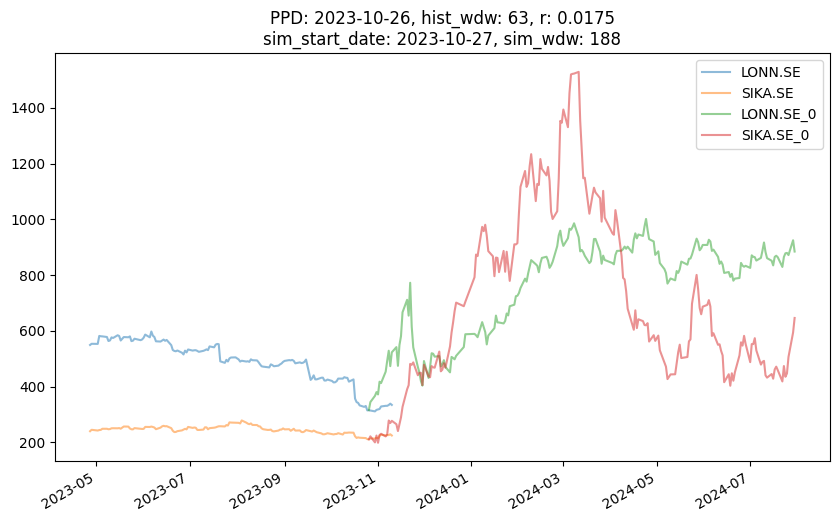 PPD: 2023-10-26, hist_wdw: 63, r: 0.0175
sim_start_date: 2023-10-27, sim_wdw: 188
LONN.SE
SIKA.SE
LONN.SE_0
SIKA.SE_0
1400
1200
1000
800
600
400
200
2023-05
2023-07
2023-09
2023-11
2024-01
2024-03
2024-05
2024-07